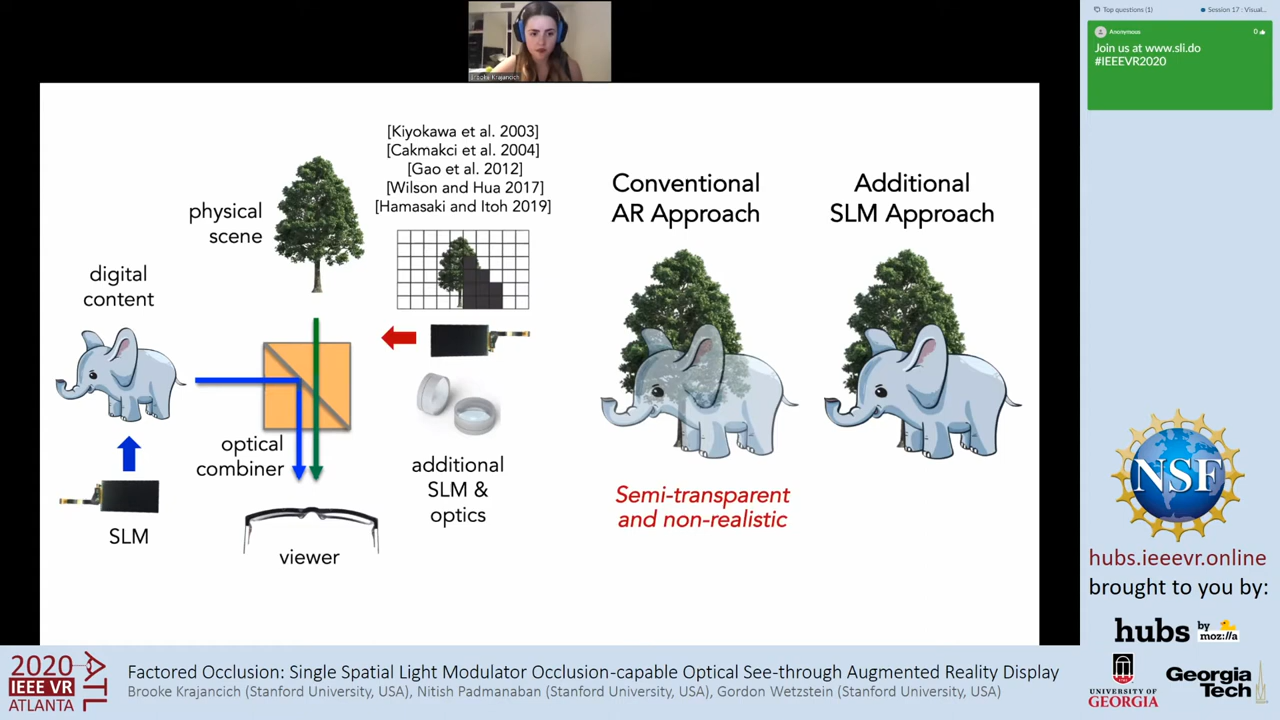 Brooke Krajancich
Top questions (1)
Session 17 : Visual...
Anonymous
0
Join us at www.sli.do
#IEEEVR2020
[Kiyokawa et al. 2003]
[Cakmakci et al. 2004]
[Gao et al. 2012]
[Wilson and Hua 2017]
[Hamasaki and Itoh 2019]
physical
scene
digital
content
optical
combiner
SLM
viewer
additional
SLM &
optics
Conventional
AR Approach
Additional
SLM Approach
Semi-transparent
and non-realistic
NSF
hubs.ieeevr.online
brought to you by:
hubs by moz://a
UNIVERSITY OF
GEORGIA
Georgia
Tech
2020
IEEE VR
ATLANTA
ATL
Factored Occlusion: Single Spatial Light Modulator Occlusion-capable Optical See-through Augmented Reality Display
Brooke Krajancich (Stanford University, USA), Nitish Padmanaban (Stanford University, USA), Gordon Wetzstein (Stanford University, USA)